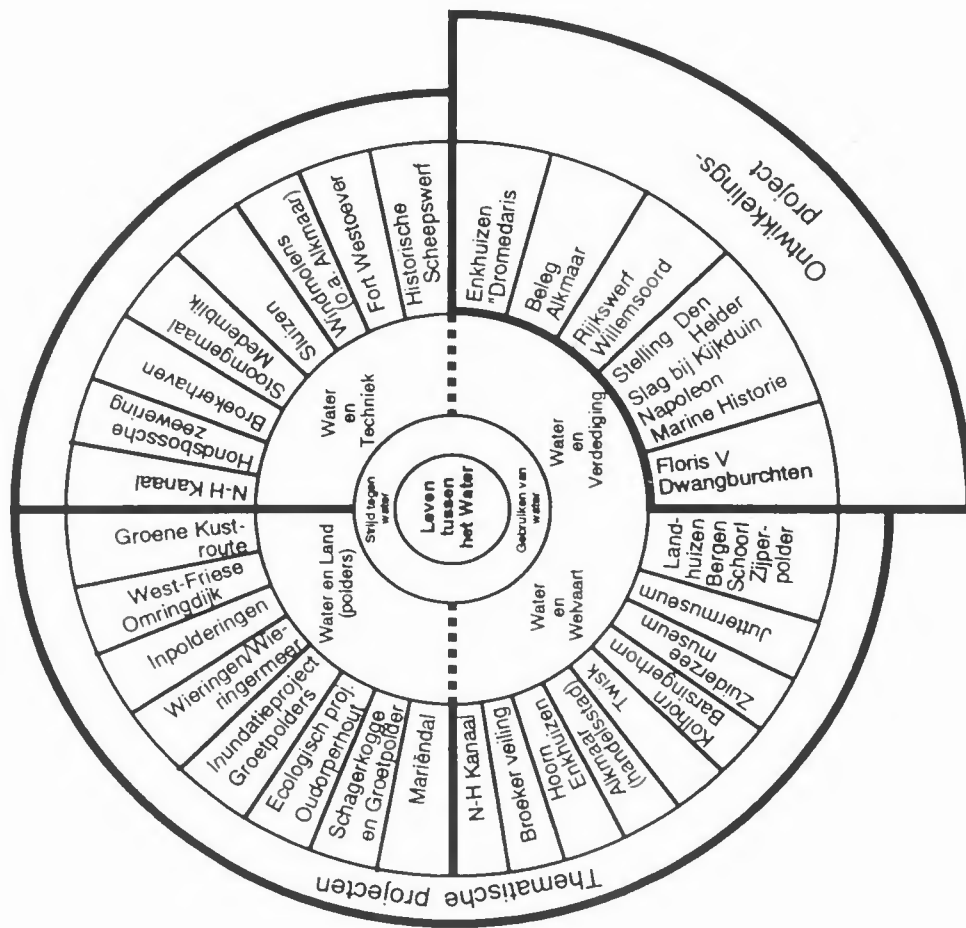 Leven
tussen
het Water
Strijd tegen
water
Gebruiken van
water
Water
en
Techniek
Water
en
Verdediging
Water
en
Welvaart
Water en Land
(polders)
N-H Kanaal
Hondsbossche
zeewering
Broekerhaven
Stoomgemaal
Medemblik
Sluizen
Windmolens
(o.a. Alkmaar)
Fort Westoever
Historische
Scheepswerf
Enkhuizen
"Dromedaris
Beleg
Alkmaar
Rijkswerf
Willemsoord
Stelling Den
Helder
Slag bij Kijkduin
Napoleon
Marine Historie
Floris V
Dwangburchten
Land-
huizen
Bergen
Schoorl
Zijper-
polder
Juttermuseum
Zuiderzee
museum
Kolhorn
Barsingerhorn
Twisk
Alkmaar
(handelsstad)
Hoorn
Enkhuizen
Broeker veiling
N-H Kanaal
Mariëndal
Schagerkogge
en Groetpolder
Ecologisch proj.
Oudorperhout
Inundatieproject
Groetpolders
Wieringen/Wie-
ringermeer
Inpolderingen
West-Friese
Omringdijk
Groene Kust-
route
Ontwikkelings-
project
Thematische projecten